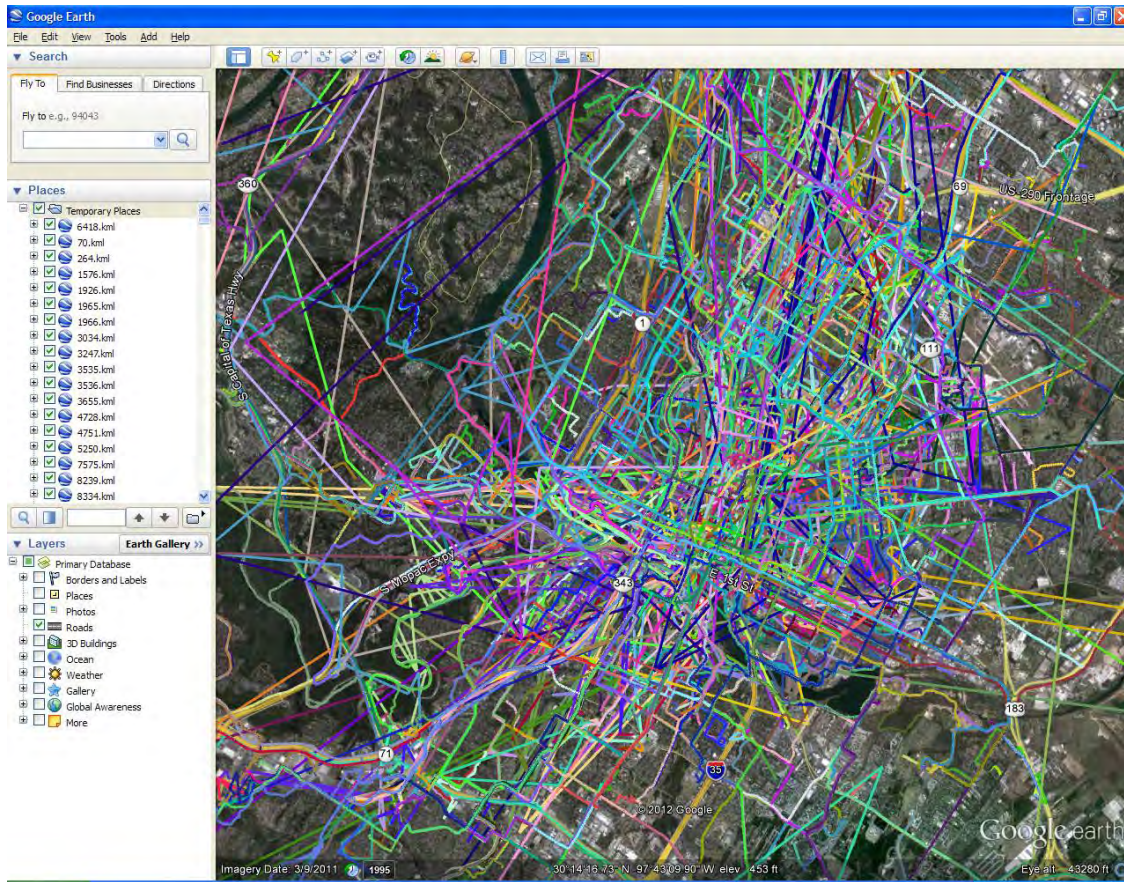 Google Earth
File Edit View Tools Add Help
Search
Fly To Find Businesses Directions
Fly to e.g., 94043
Places
Temporary Places
6418.kml
70.kml
264.kml
1576.kml
1926.kml
1965.kml
1966.kml
3034.kml
3247.kml
3535.kml
3536.kml
3655.kml
4728.kml
4751.kml
5250.kml
7575.kml
8239.kml
8334.kml
Layers Earth Gallery >>
Primary Database
Borders and Labels
Places
Photos
Roads
3D Buildings
Ocean
Weather
Gallery
Global Awareness
More
360
69
US-290 Frontage
S Capital of Texas Hwy
1
111
S Mopac Expy
343
E 1st St
183
71
35
© 2012 Google
Google earth
Imagery Date: 3/9/2011 1995 30°14'16.73" N 97°43'09.90" W elev 453 ft Eye alt 43280 ft